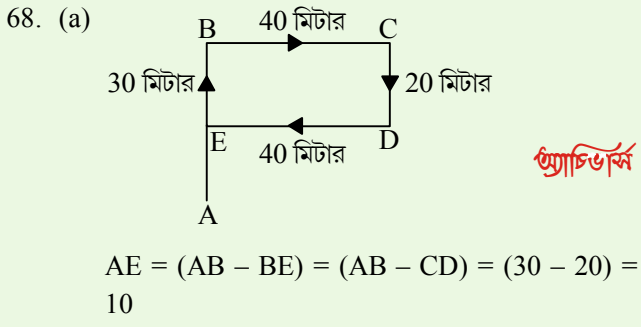 68. (a)
B 40 মিটার C
30 মিটার 20 মিটার
E 40 মিটার D
অ্যাচিভার্স
A
AE = (AB – BE) = (AB – CD) = (30 – 20) =
10